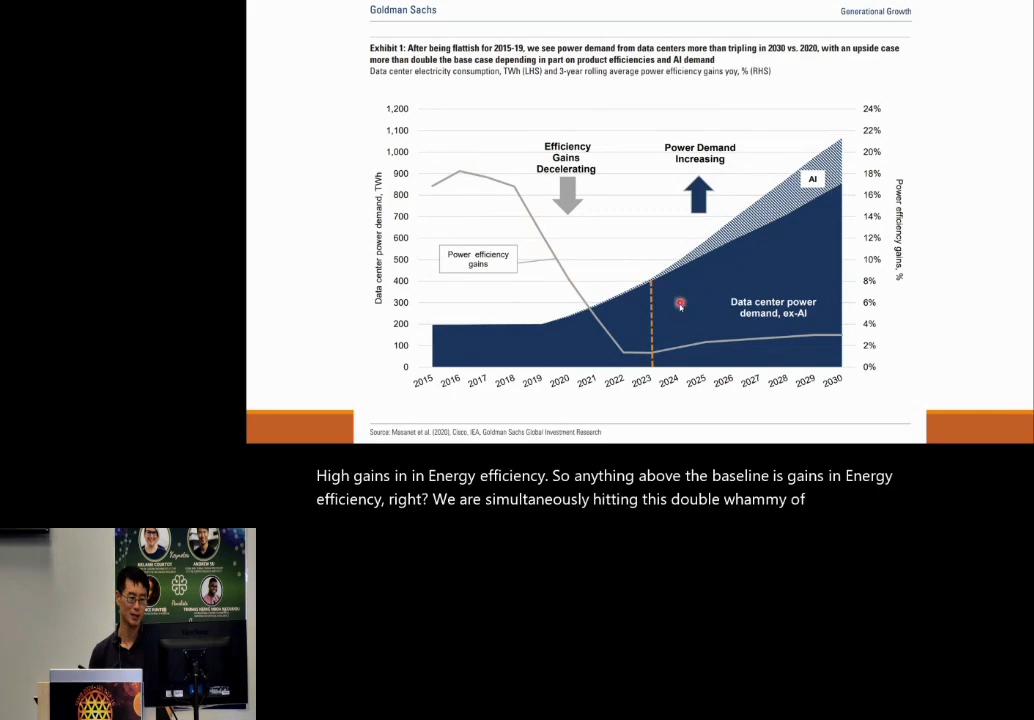 Goldman Sachs
Generational Growth
Exhibit 1: After being flattish for 2015-19, we see power demand from data centers more than tripling in 2030 vs. 2020, with an upside case
more than double the base case depending in part on product efficiencies and AI demand
Data center electricity consumption, TWh (LHS) and 3-year rolling average power efficiency gains yoy, % (RHS)
1,200
1,100
1,000
900
800
700
600
500
400
300
200
100
0
Data center power demand, TWh
24%
22%
20%
18%
16%
14%
12%
10%
8%
6%
4%
2%
0%
Power efficiency gains, %
Efficiency
Gains
Decelerating
Power Demand
Increasing
AI
Power efficiency
gains
Data center power
demand, ex-AI
2015 2016 2017 2018 2019 2020 2021 2022 2023 2024 2025 2026 2027 2028 2029 2030
Source: Masanet et al. (2020), Cisco, IEA, Goldman Sachs Global Investment Research
High gains in in Energy efficiency. So anything above the baseline is gains in Energy
efficiency, right? We are simultaneously hitting this double whammy of
Keynotes
MELANIE COURTOT
ANDREW SU
Panelists